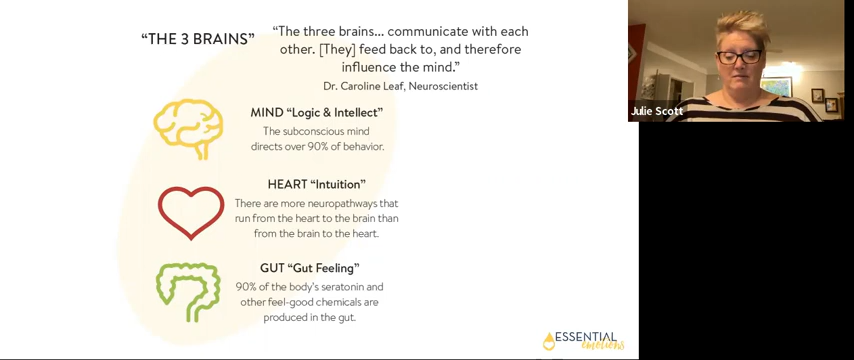 “THE 3 BRAINS”
“The three brains... communicate with each
other. [They] feed back to, and therefore
influence the mind.”
Dr. Caroline Leaf, Neuroscientist
MIND “Logic & Intellect”
The subconscious mind
directs over 90% of behavior.
HEART “Intuition”
There are more neuropathways that
run from the heart to the brain than
from the brain to the heart.
GUT “Gut Feeling”
90% of the body's seratonin and
other feel-good chemicals are
produced in the gut.
ESSENTIAL
emotions
Julie Scott